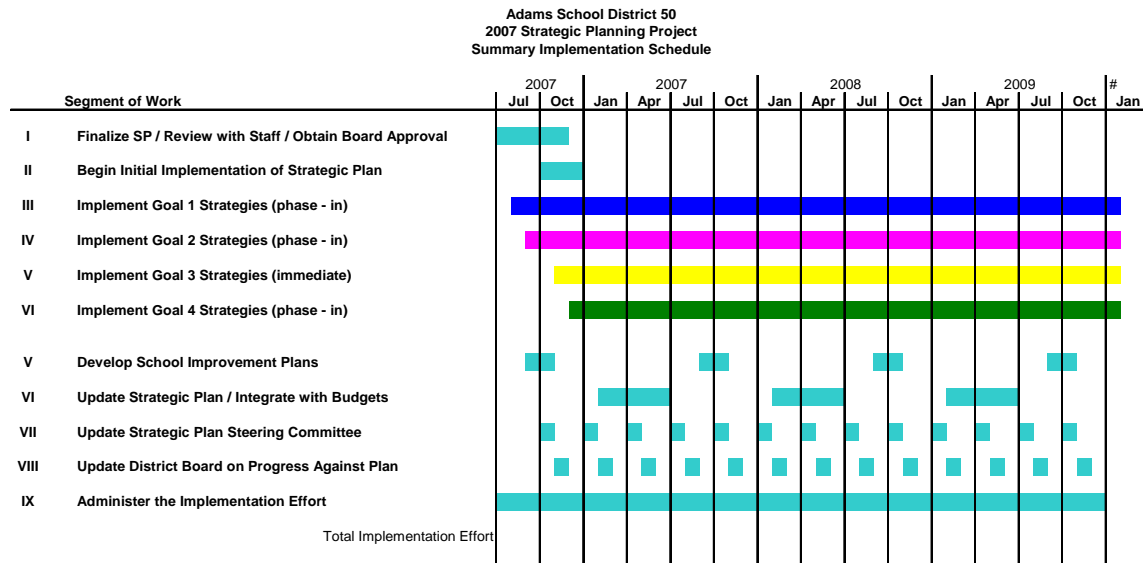 Adams School District 50
2007 Strategic Planning Project
Summary Implementation Schedule
2007 2007 2008 2009 #
Segment of Work Jul Oct Jan Apr Jul Oct Jan Apr Jul Oct Jan Apr Jul Oct Jan
I Finalize SP / Review with Staff / Obtain Board Approval
II Begin Initial Implementation of Strategic Plan
III Implement Goal 1 Strategies (phase - in)
IV Implement Goal 2 Strategies (phase - in)
V Implement Goal 3 Strategies (immediate)
VI Implement Goal 4 Strategies (phase - in)
V Develop School Improvement Plans
VI Update Strategic Plan / Integrate with Budgets
VII Update Strategic Plan Steering Committee
VIII Update District Board on Progress Against Plan
IX Administer the Implementation Effort
Total Implementation Effort